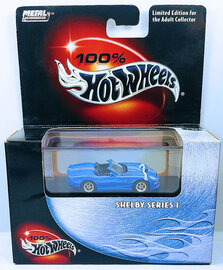 METAL
Limited Edition for
the Adult Collector
100%
Hot Wheels
SHELBY SERIES 1
100%
Hot Wheels